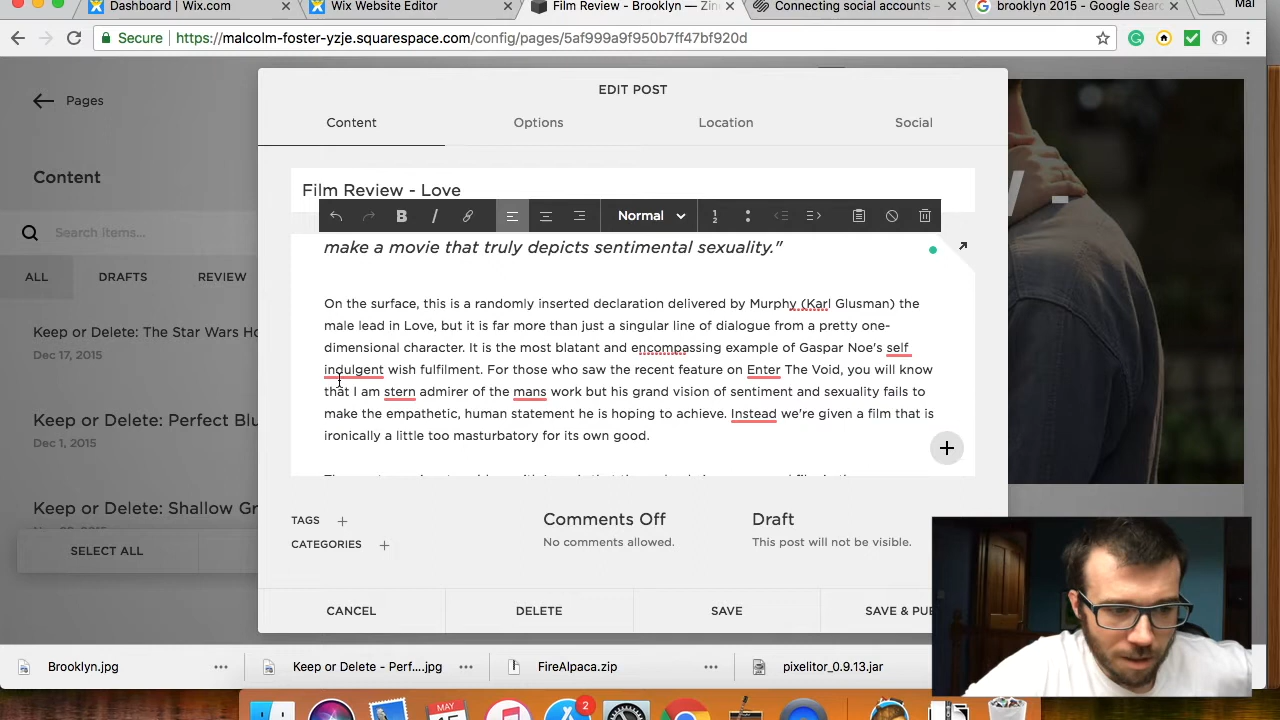 Dashboard | Wix.com
Wix Website Editor
Film Review - Brooklyn — Zin
Connecting social accounts –
brooklyn 2015 - Google Sear
Mal
Secure
https://malcolm-foster-yzje.squarespace.com/config/pages/5af999a9f950b7ff47bf920d
Pages
EDIT POST
Content
Options
Location
Social
Content
Film Review - Love
Search items...
Normal
ALL
DRAFTS
REVIEW
make a movie that truly depicts sentimental sexuality."
On the surface, this is a randomly inserted declaration delivered by Murphy (Karl Glusman) the
male lead in Love, but it is far more than just a singular line of dialogue from a pretty one-
dimensional character. It is the most blatant and encompassing example of Gaspar Noe's self
indulgent wish fulfilment. For those who saw the recent feature on Enter The Void, you will know
that I am stern admirer of the mans work but his grand vision of sentiment and sexuality fails to
make the empathetic, human statement he is hoping to achieve. Instead we're given a film that is
ironically a little too masturbatory for its own good.
Keep or Delete: The Star Wars Ho
Dec 17, 2015
Keep or Delete: Perfect Blu
Dec 1, 2015
Keep or Delete: Shallow Gr
SELECT ALL
TAGS
CATEGORIES
Comments Off
No comments allowed.
Draft
This post will not be visible.
CANCEL
DELETE
SAVE
SAVE & PUB
Brooklyn.jpg
Keep or Delete - Perf....jpg
FireAlpaca.zip
pixelitor_0.9.13.jar
MAY
2